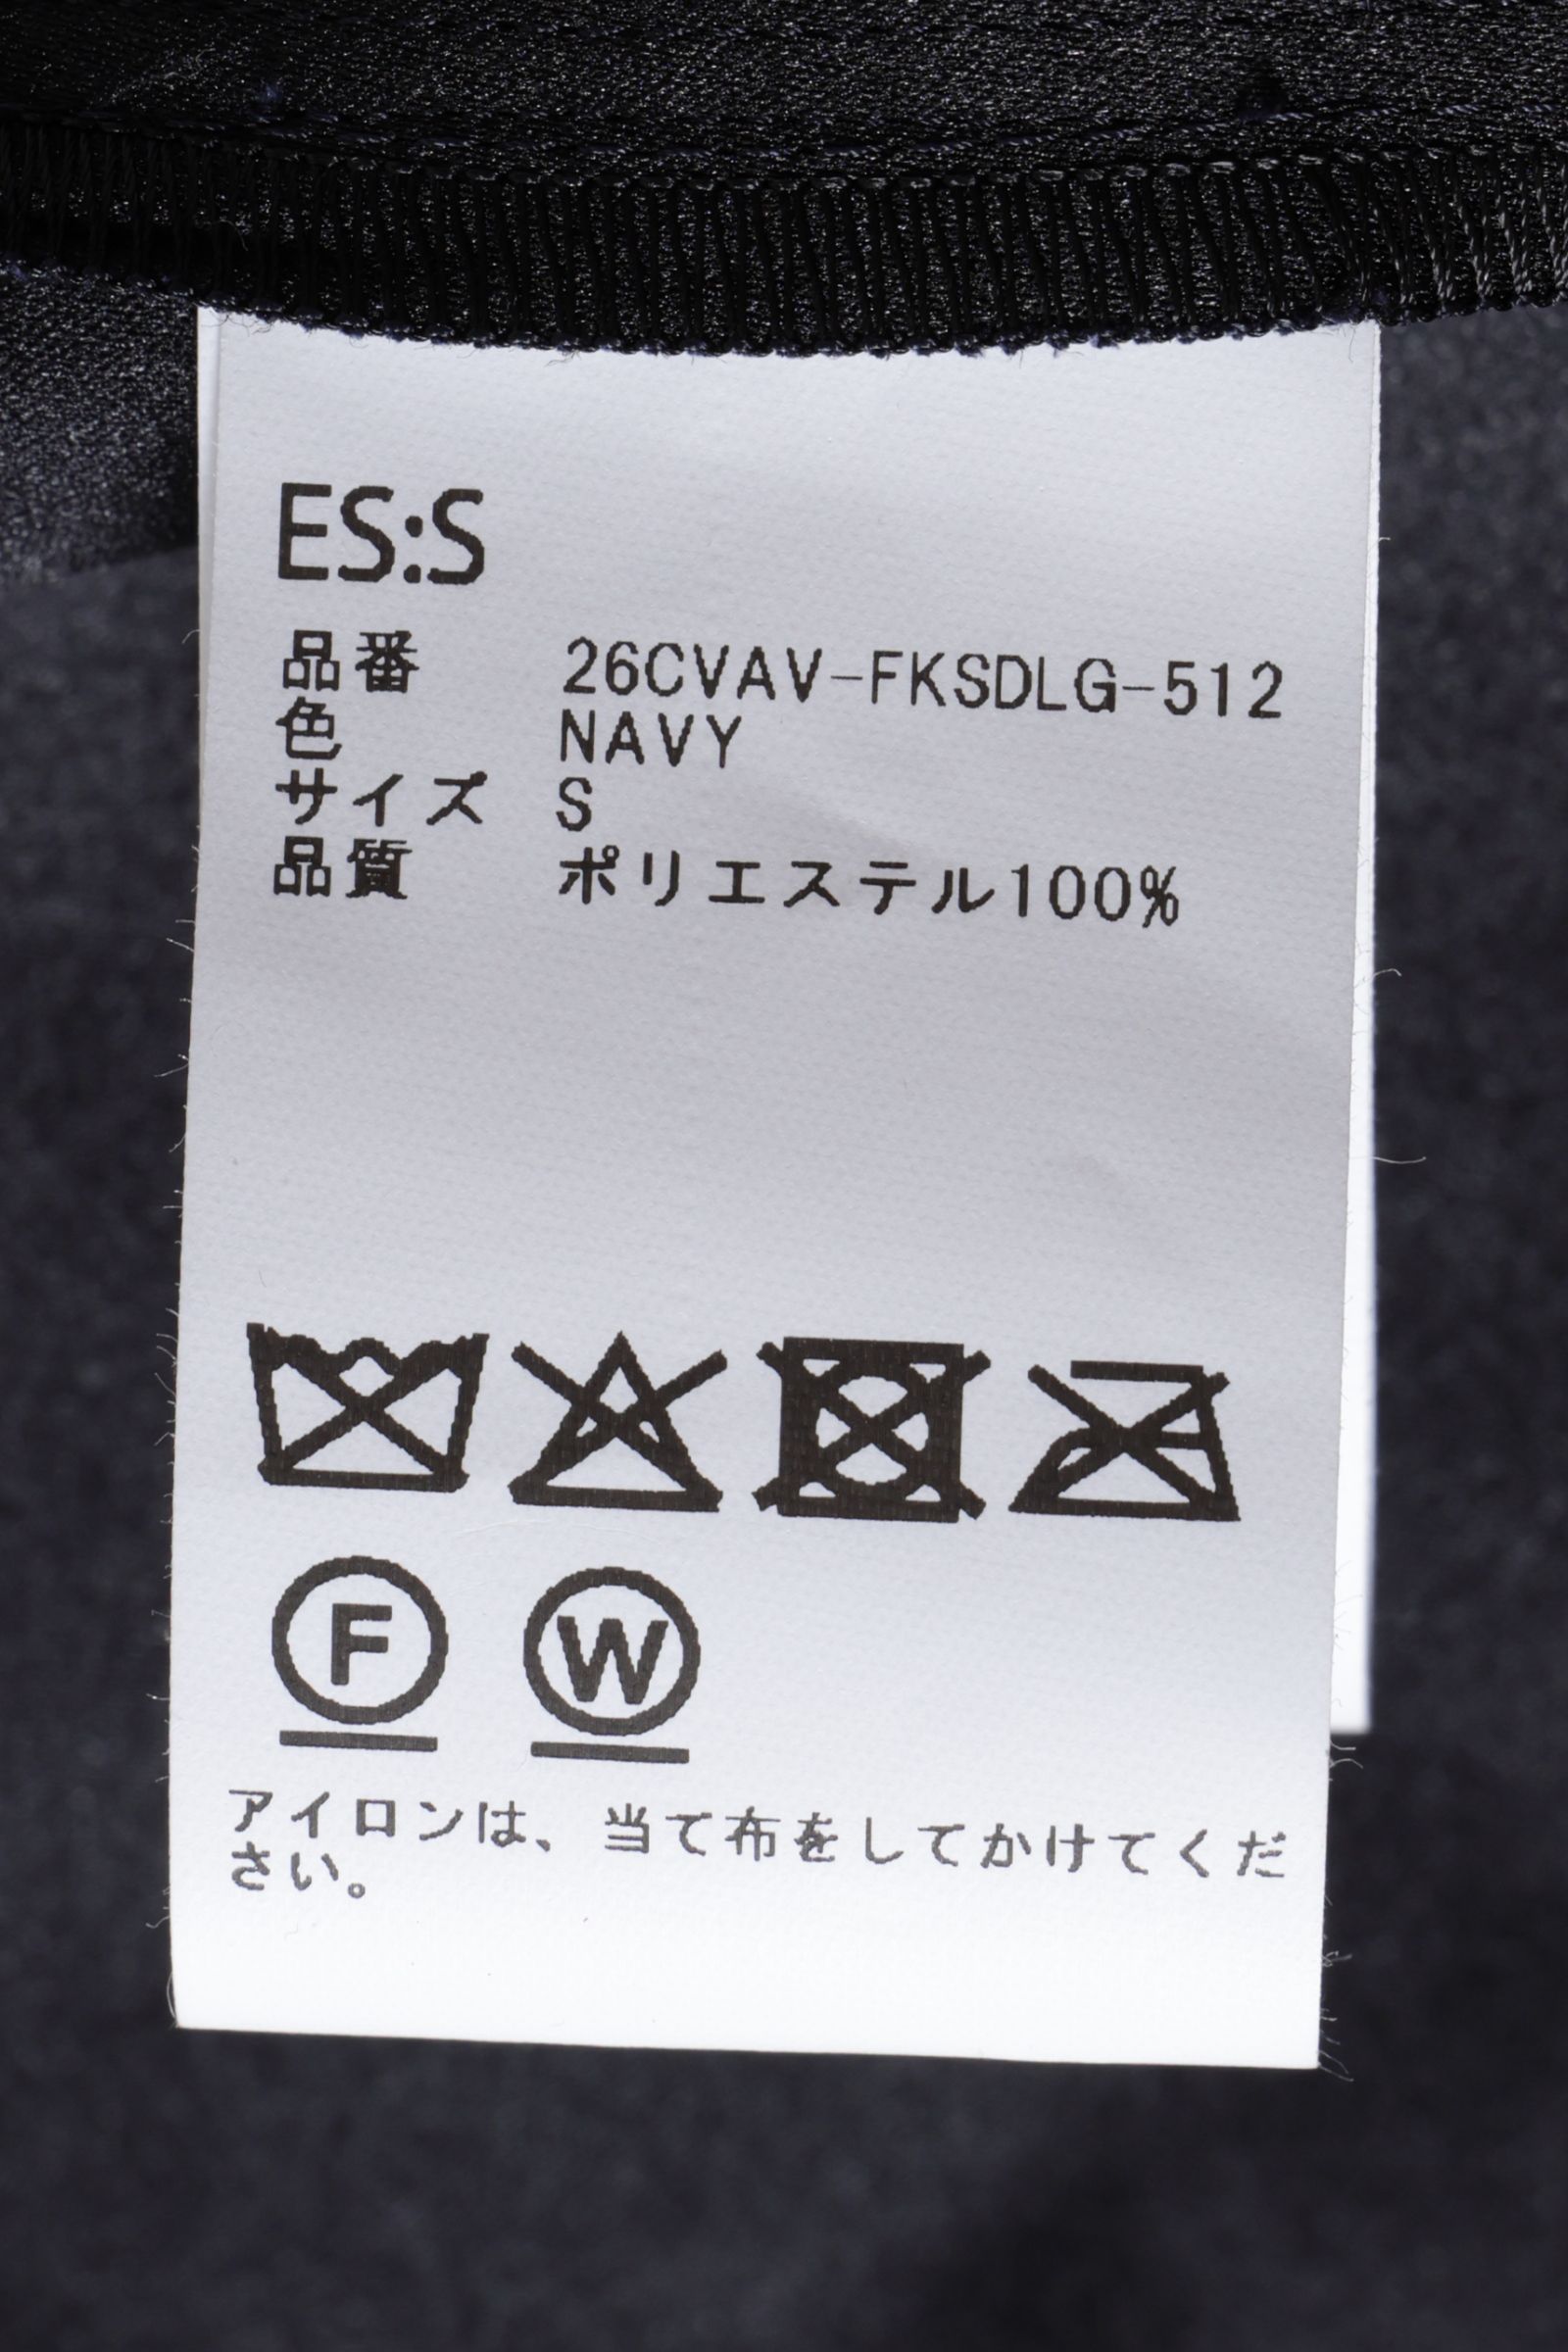 ES:S
品番 26CVAV-FKSDLG-512
色 NAVY
サイズ S
品質 ポリエステル100%
F W
アイロンは、当て布をしてかけてくだ
さい。